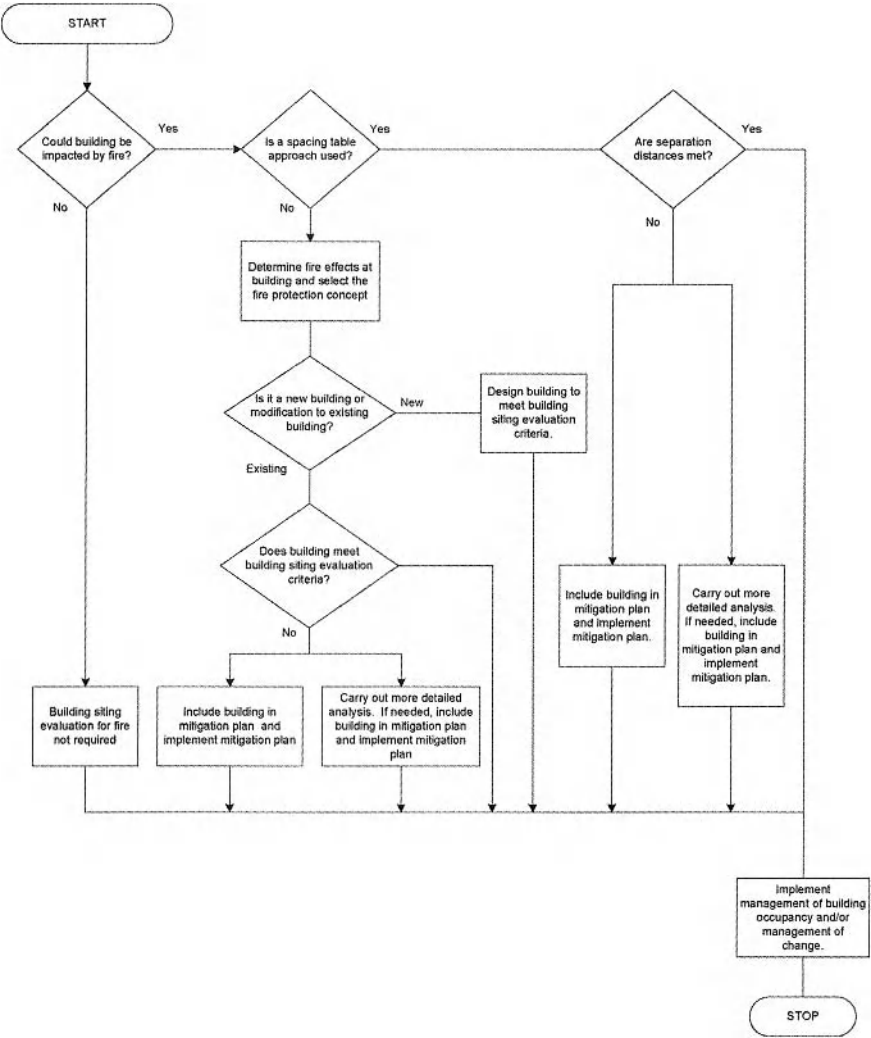 START
Could building be
impacted by fire?
Yes
Is a spacing table
approach used?
Yes
Are separation
distances met?
Yes
No
No
No
Determine fire effects at
building and select the
fire protection concept
Is it a new building or
modification to existing
building?
New
Design building to
meet building
siting evaluation
criteria.
Existing
Does building meet
building siting evaluation
criteria?
No
Include building in
mitigation plan
and implement
mitigation plan.
Carry out more
detailed analysis.
If needed, include
building in
mitigation plan and
implement
mitigation plan.
Building siting
evaluation for fire
not required
Include building in
mitigation plan and
implement mitigation plan
Carry out more detailed
analysis. If needed, include
building in mitigation plan
and implement mitigation
plan
Implement
management of building
occupancy and/or
management of
change.
STOP